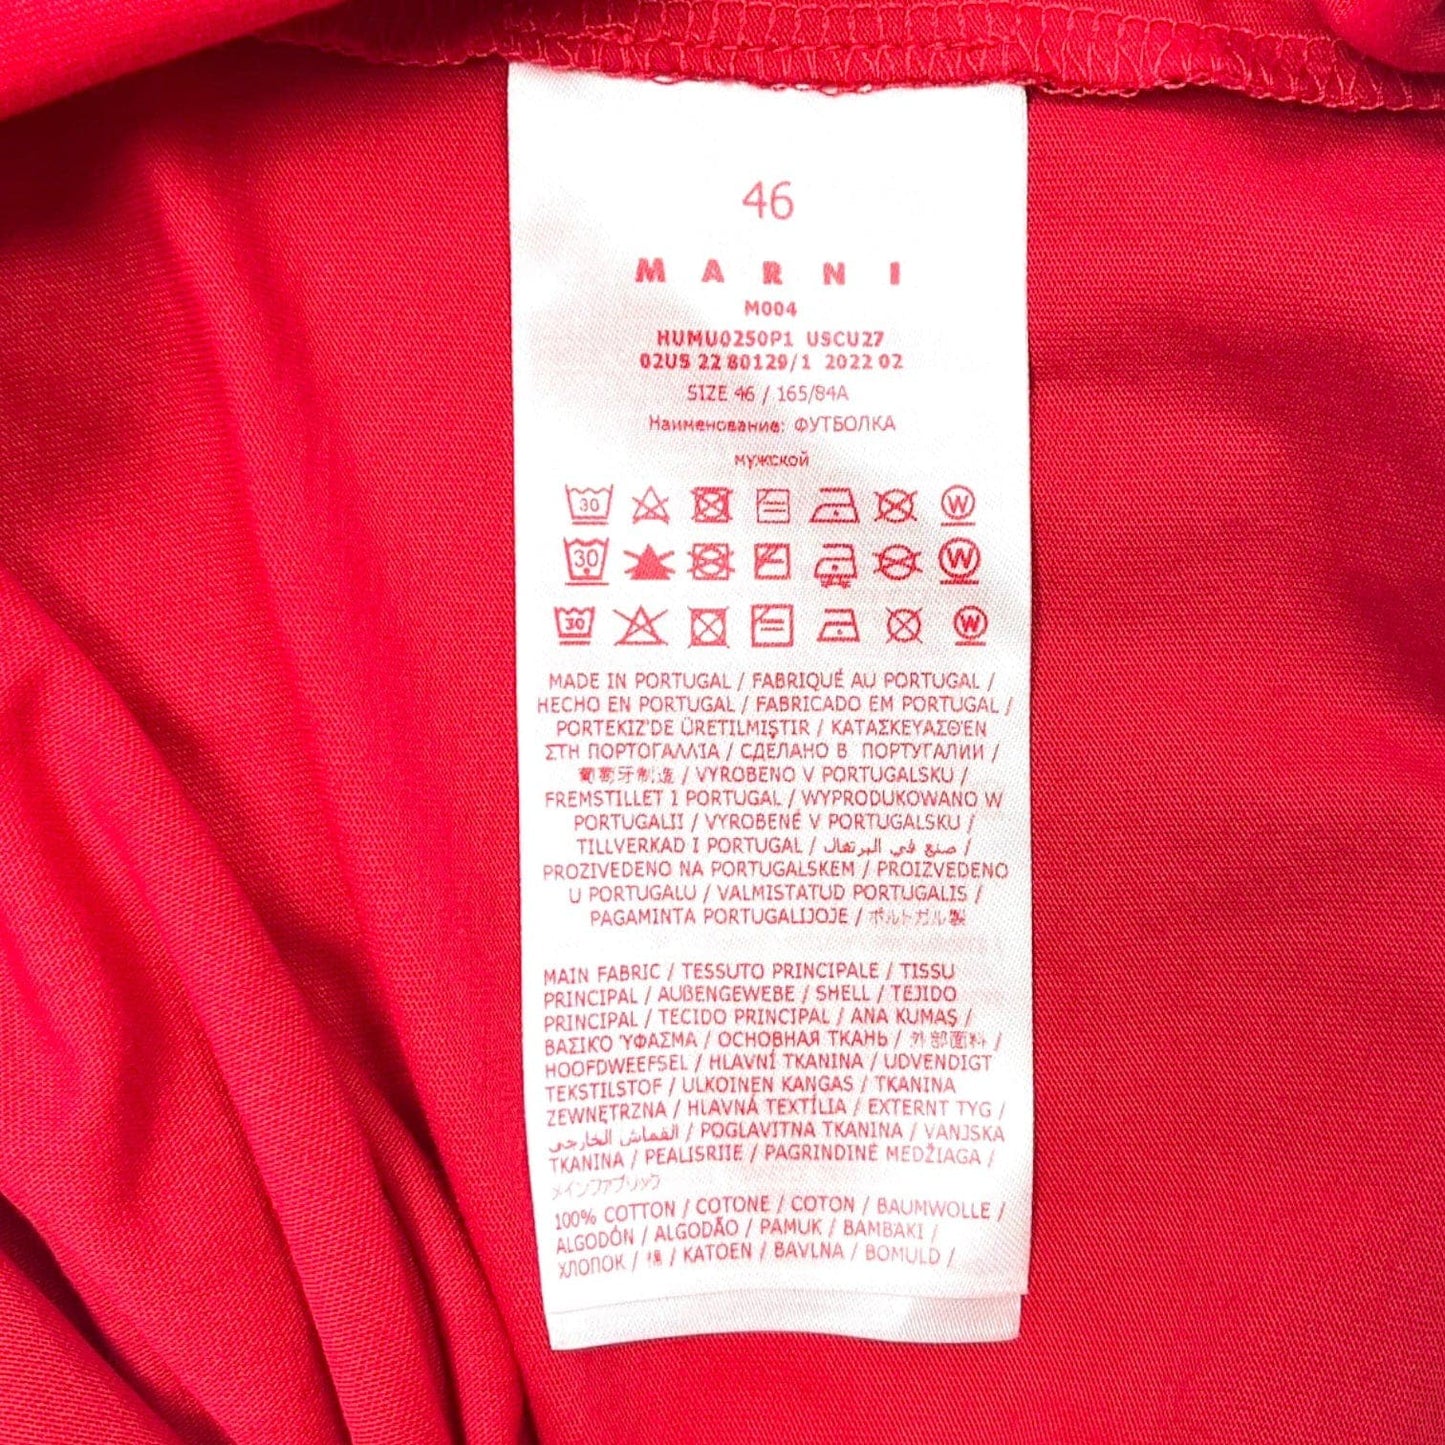 46
MARNI
M004
HUMU0250P1 USCU27
02US 22 80129/1 2022 02
SIZE 46 / 165/84A
Наименование: ФУТБОЛКА
мужской
30
30
30
W
W
W
MADE IN PORTUGAL / FABRIQUÉ AU PORTUGAL /
HECHO EN PORTUGAL / FABRICADO EM PORTUGAL /
PORTEKIZ'DE ÜRETILMIŞTIR / ΚΑΤΑΣΚΕΥΑΣΘ'ΕΝ
ΣΤΗ ΠΟΡΤΟΓΑΛΛΙΑ / СДЕЛАНО В ПОРТУГАЛИИ /
葡萄牙制造 / VYROBENO V PORTUGALSKU /
FREMSTILLET I PORTUGAL / WYPRODUKOWANO W
PORTUGALII / VYROBENÉ V PORTUGALSKU /
TILLVERKAD I PORTUGAL / صنع في البرتغال /
PROZIVEDENO NA PORTUGALSKEM / PROIZVEDENO
U PORTUGALU / VALMISTATUD PORTUGALIS /
PAGAMINTA PORTUGALIJOJE / ポルトガル製
MAIN FABRIC / TESSUTO PRINCIPALE / TISSU
PRINCIPAL / AUßENGEWEBE / SHELL / TEJIDO
PRINCIPAL / TECIDO PRINCIPAL / ANA KUMAŞ /
ΒΑΣΙΚΌ ΎΦΑΣΜΑ / ОСНОВНАЯ ТКАНЬ / 外部面料 /
HOOFDWEEFSEL / HLAVNÍ TKANINA / UDVENDIGT
TEKSTILSTOF / ULKOINEN KANGAS / TKANINA
ZEWNĘTRZNA / HLAVNÁ TEXTÍLIA / EXTERNT TYG /
القماش الخارجي / POGLAVITNA TKANINA / VANJSKA
TKANINA / PEALISRIIE / PAGRINDINĖ MEDŽIAGA /
メインファブリック
100% COTTON / COTONE / COTON / BAUMWOLLE /
ALGODÓN / ALGODÃO / PAMUK / BAMBAKI /
ХЛОПОК / 棉 / KATOEN / BAVLNA / BOMULD /